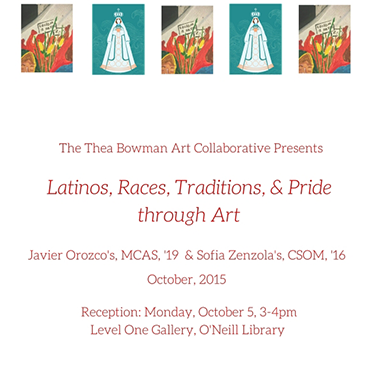 The Thea Bowman Art Collaborative Presents
Latinos, Races, Traditions, & Pride
through Art
Javier Orozco's, MCAS, '19 & Sofia Zenzola's, CSOM, '16
October, 2015
Reception: Monday, October 5, 3-4pm
Level One Gallery, O'Neill Library